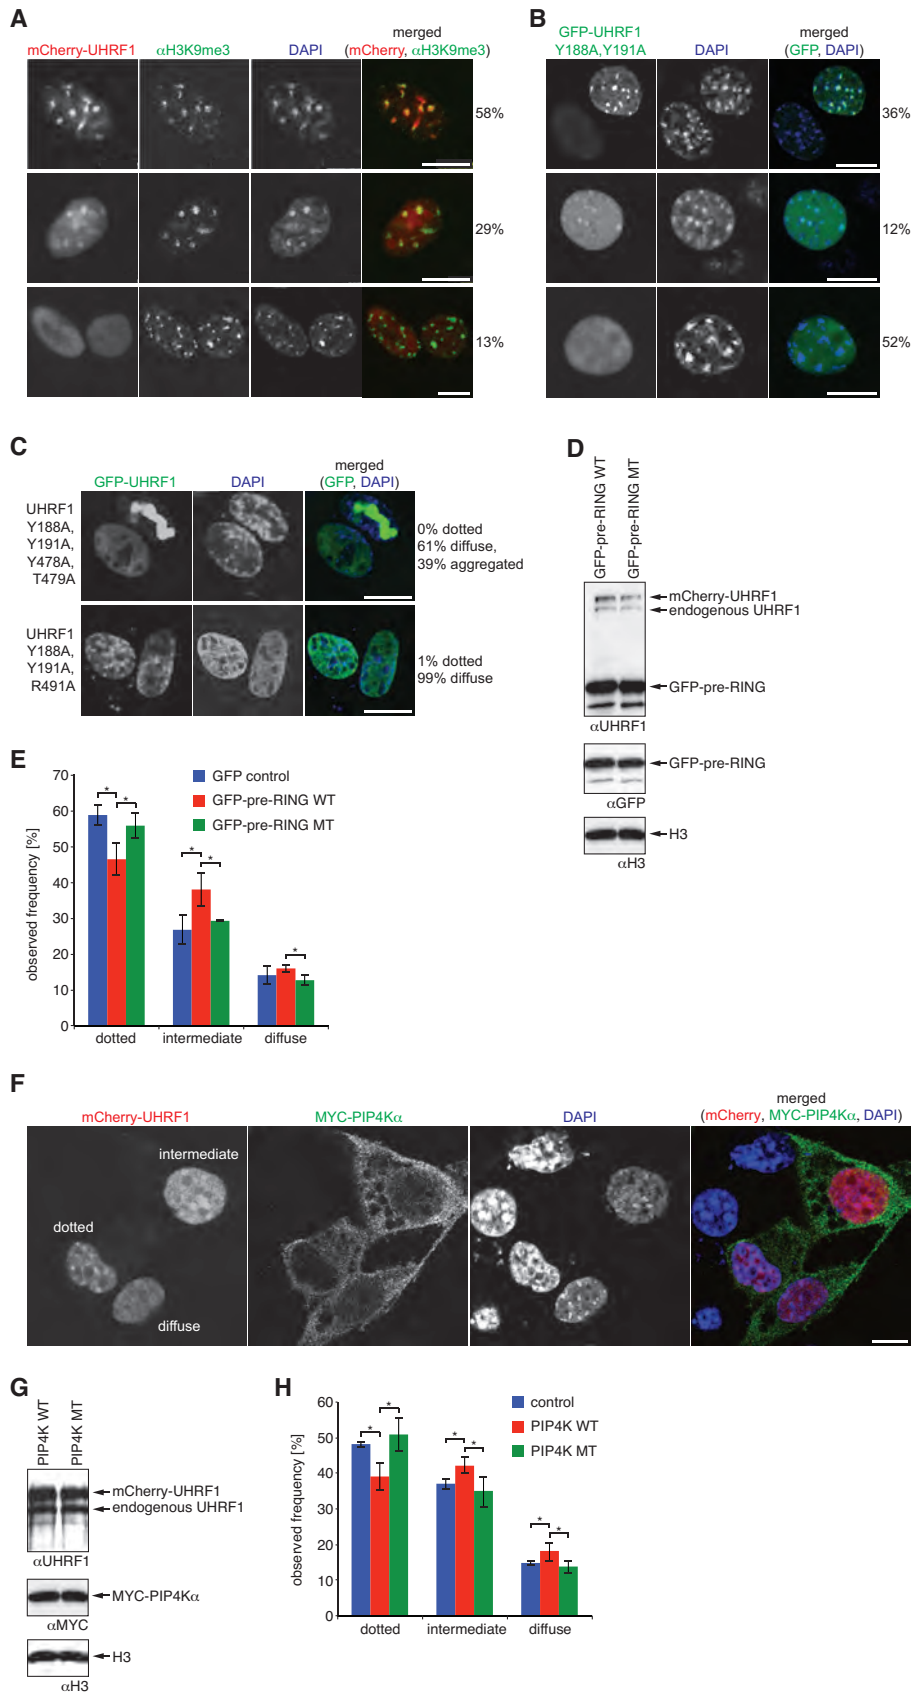 A
mCherry-UHRF1
αH3K9me3
DAPI
merged
(mCherry, αH3K9me3)
58%
29%
13%
B
GFP-UHRF1
Y188A,Y191A
DAPI
merged
(GFP, DAPI)
36%
12%
52%
C
GFP-UHRF1
DAPI
merged
(GFP, DAPI)
UHRF1
Y188A,
Y191A,
Y478A,
T479A
0% dotted
61% diffuse,
39% aggregated
UHRF1
Y188A,
Y191A,
R491A
1% dotted
99% diffuse
D
GFP-pre-RING WT
GFP-pre-RING MT
mCherry-UHRF1
endogenous UHRF1
GFP-pre-RING
αUHRF1
GFP-pre-RING
αGFP
H3
αH3
E
observed frequency [%]
70
60
50
40
30
20
10
0
GFP control
GFP-pre-RING WT
GFP-pre-RING MT
* * * * *
dotted intermediate diffuse
F
mCherry-UHRF1
MYC-PIP4Kα
DAPI
merged
(mCherry, MYC-PIP4Kα, DAPI)
intermediate
dotted
diffuse
G
PIP4K WT
PIP4K MT
mCherry-UHRF1
endogenous UHRF1
αUHRF1
MYC-PIP4Kα
αMYC
H3
αH3
H
observed frequency [%]
60
50
40
30
20
10
0
control
PIP4K WT
PIP4K MT
* * * * * *
dotted intermediate diffuse